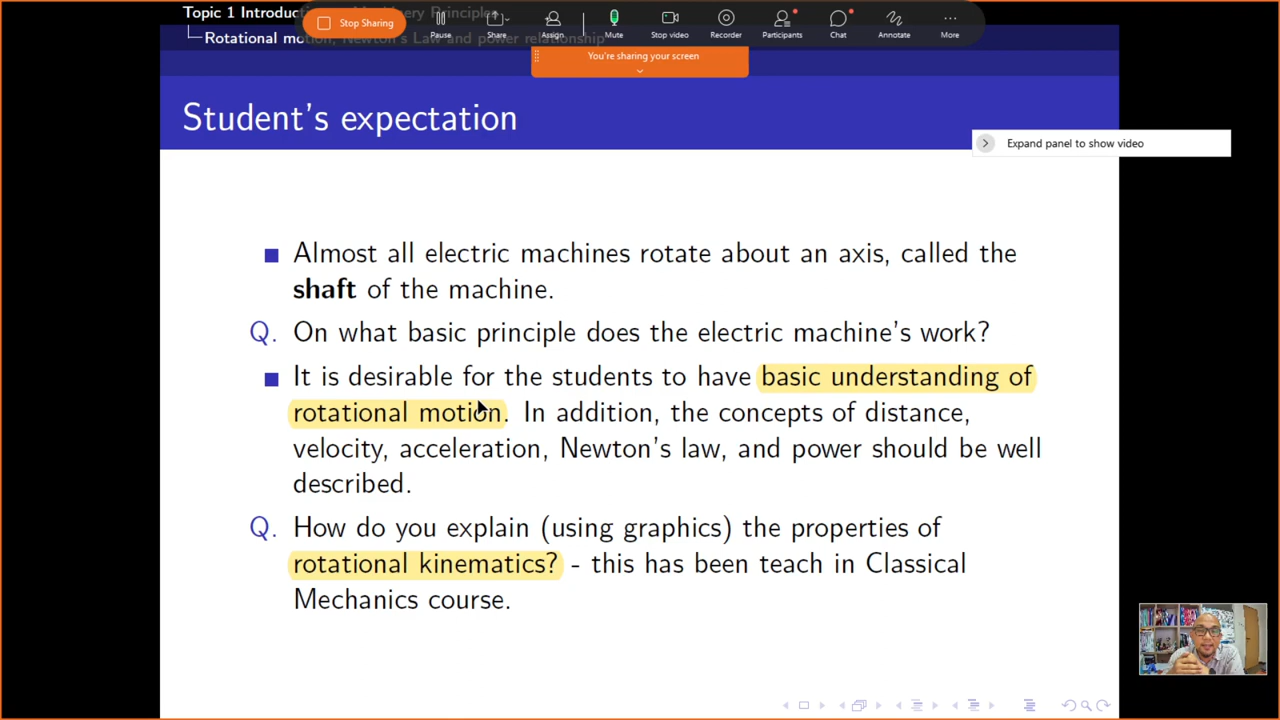 Topic 1 Introduction to Machinery Principles
Rotational motion, Newton's Law and power relationship
Stop Sharing
Pause
Share
Assign
Mute
Stop video
Recorder
Participants
Chat
Annotate
More
You're sharing your screen
Student's expectation
Expand panel to show video
Almost all electric machines rotate about an axis, called the
shaft of the machine.
Q. On what basic principle does the electric machine's work?
It is desirable for the students to have basic understanding of
rotational motion. In addition, the concepts of distance,
velocity, acceleration, Newton's law, and power should be well
described.
Q. How do you explain (using graphics) the properties of
rotational kinematics? - this has been teach in Classical
Mechanics course.